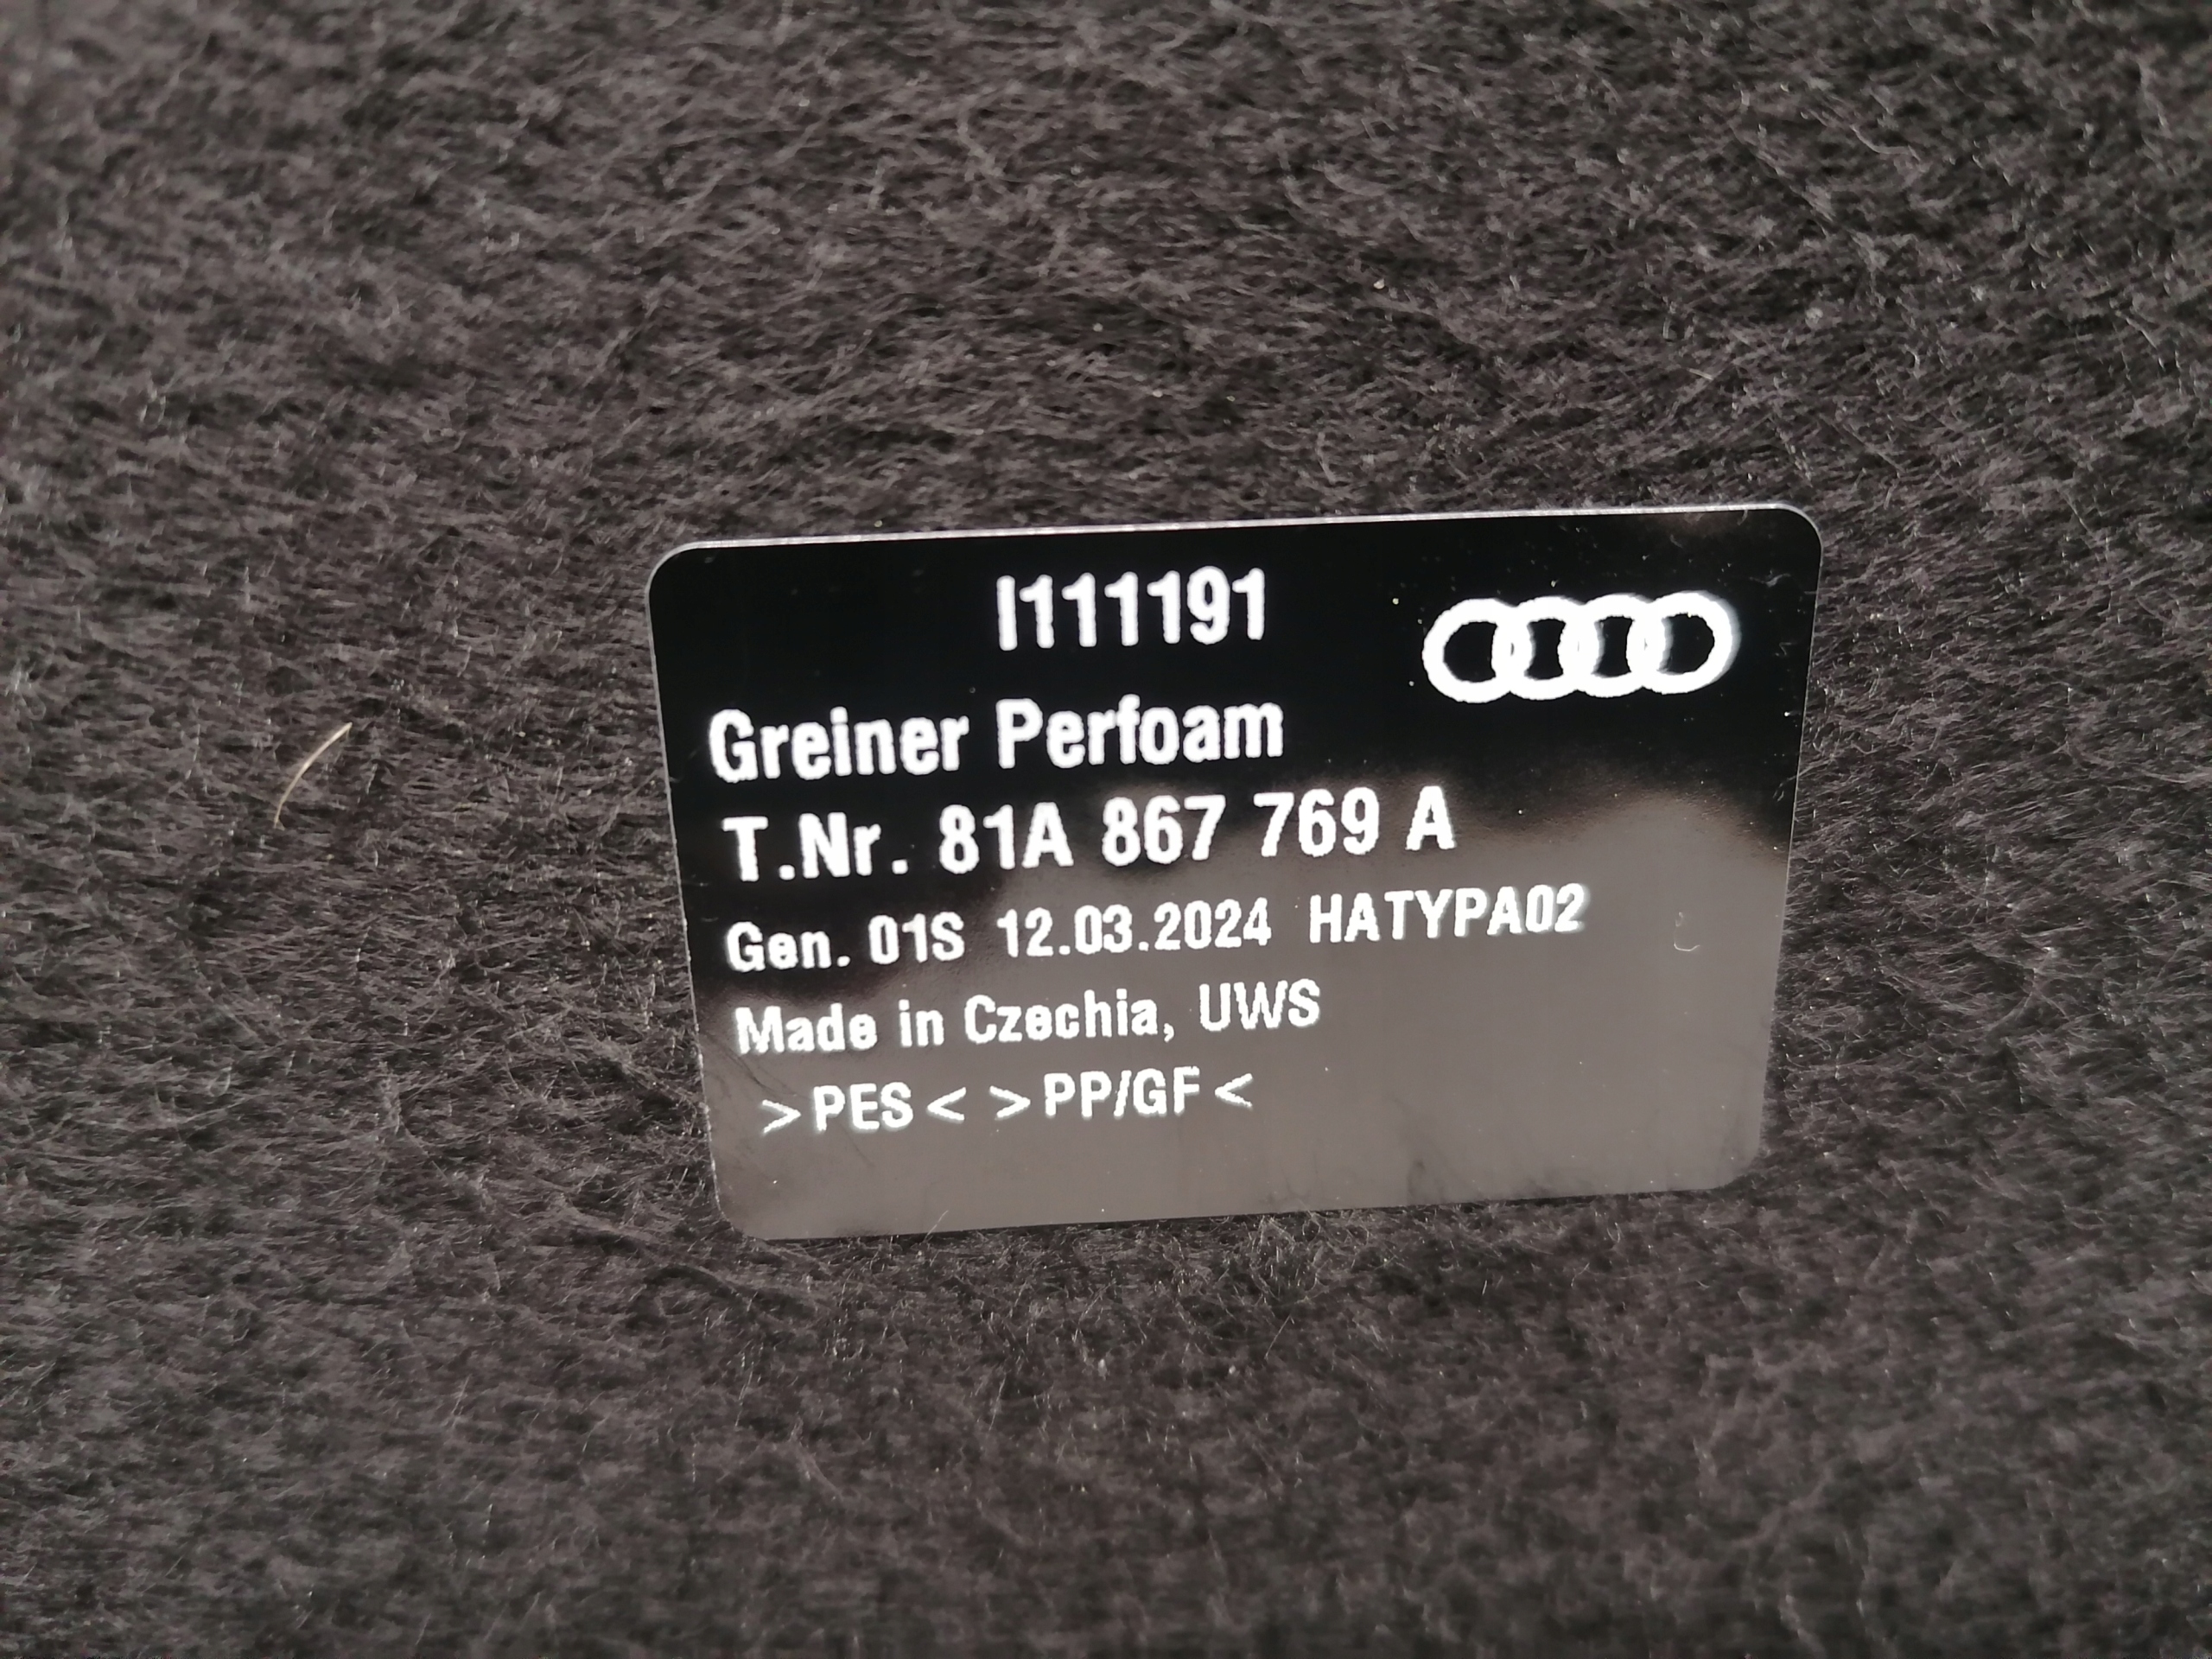 I111191
Greiner Perfoam
T.Nr. 81A 867 769 A
Gen. 01S 12.03.2024 HATYPA02
Made in Czechia, UWS
>PES< >PP/GF<